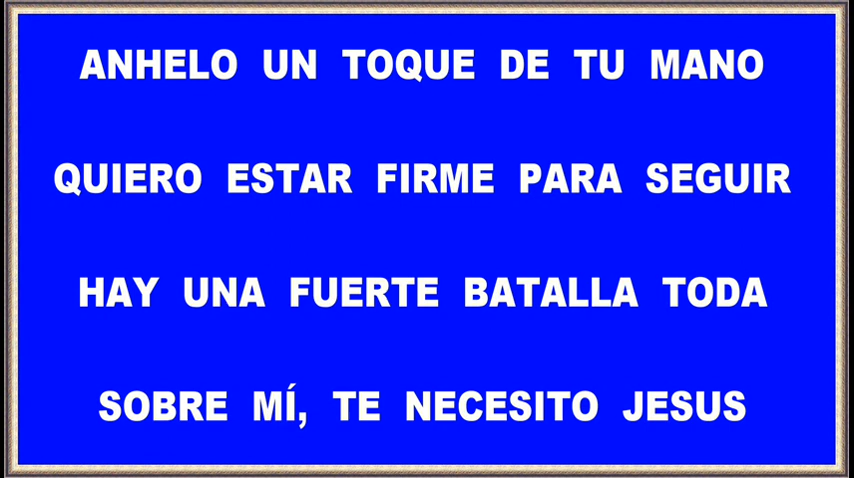 ANHELO UN TOQUE DE TU MANO
QUIERO ESTAR FIRME PARA SEGUIR
HAY UNA FUERTE BATALLA TODA
SOBRE MÍ, TE NECESITO JESUS